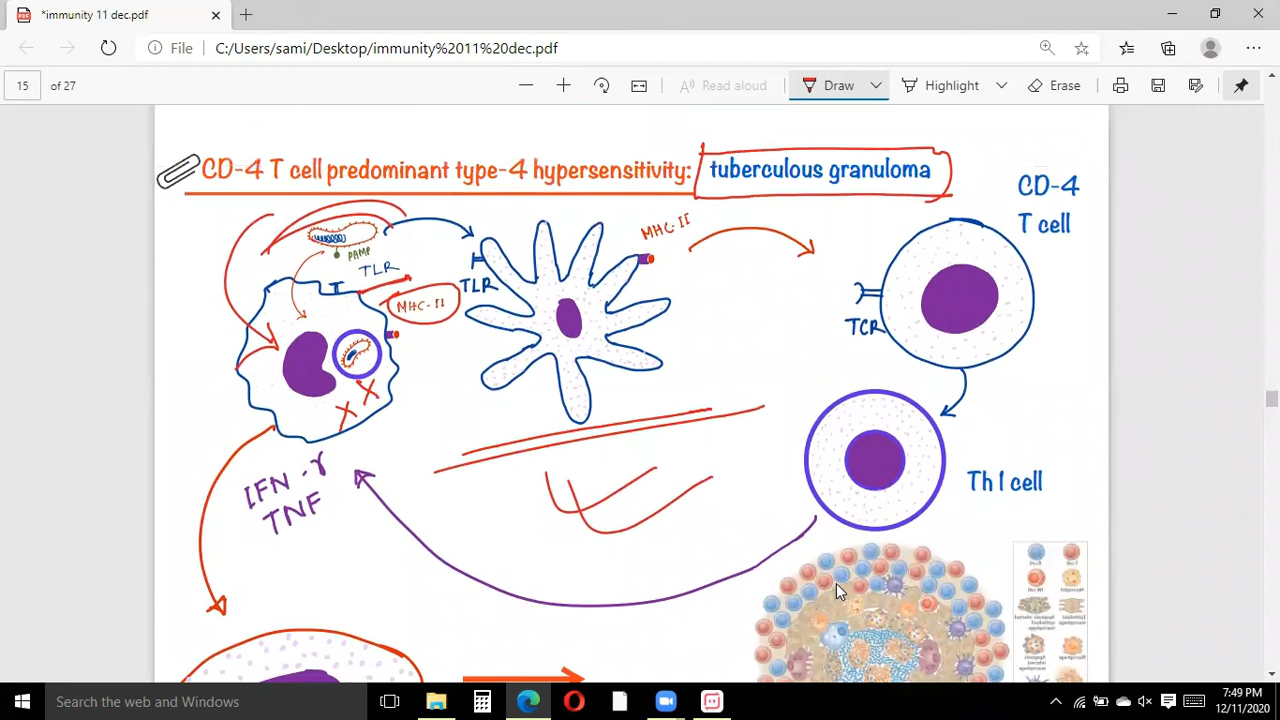 *immunity 11 dec.pdf
File
C:/Users/sami/Desktop/immunity%2011%20dec.pdf
15 of 27
Read aloud
Draw
Highlight
Erase
CD-4 T cell predominant type-4 hypersensitivity: tuberculous granuloma
CD-4
T cell
PAMP
TLR
MHC-II
TLR
MHC-II
TCR
Th1 cell
IFN-γ
TNF
Search the web and Windows
7:49 PM
12/11/2020